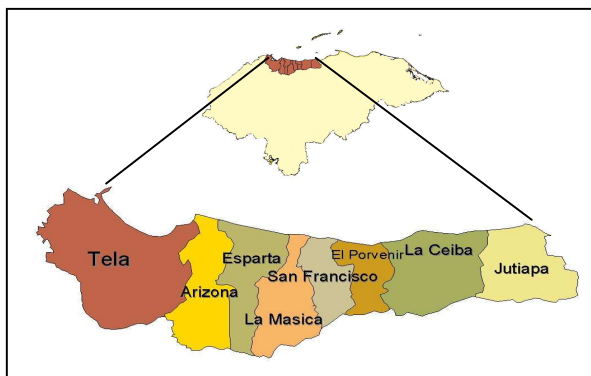 Tela
Arizona
Esparta
La Masica
San Francisco
El Porvenir
La Ceiba
Jutiapa